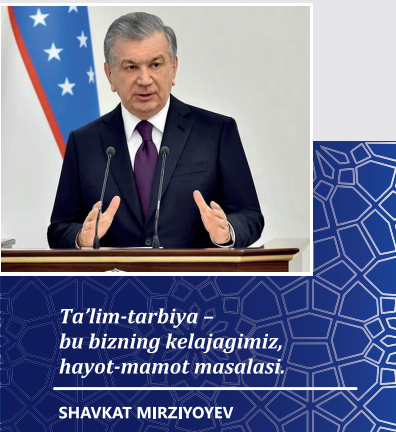 Ta’lim-tarbiya –
bu bizning kelajagimiz,
hayot-mamot masalasi.
SHAVKAT MIRZIYOYEV